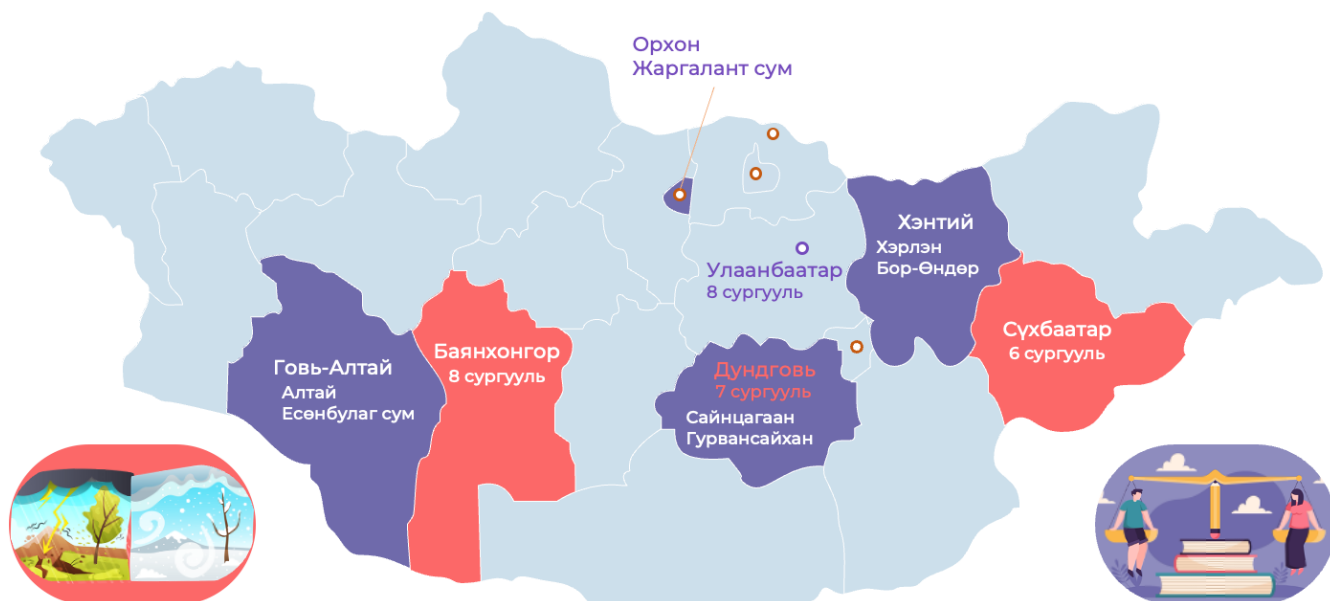 Орхон
Жаргалант сум
Хэнтий
Хэрлэн
Бор-Өндөр
Улаанбаатар
8 сургууль
Сүхбаатар
6 сургууль
Баянхонгор
8 сургууль
Говь-Алтай
Алтай
Есөнбулаг сум
Дундговь
7 сургууль
Сайнцагаан
Гурвансайхан